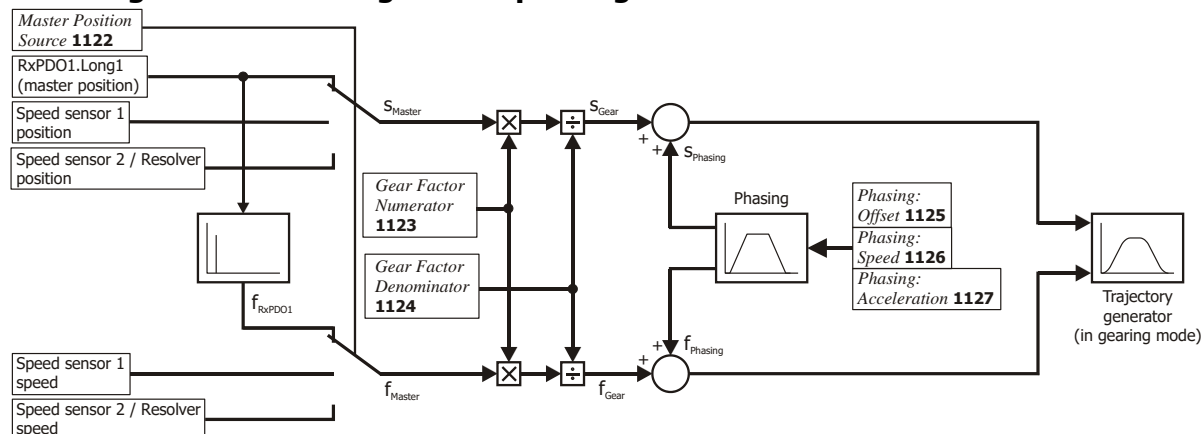 Master Position
Source 1122
RxPDO1.Long1
(master position)
Speed sensor 1
position
Speed sensor 2 / Resolver
position
sMaster
sGear
+
+
sPhasing
Gear Factor
Numerator
1123
Gear Factor
Denominator
1124
Phasing
Phasing:
Offset 1125
Phasing:
Speed 1126
Phasing:
Acceleration 1127
Trajectory
generator
(in gearing mode)
fRxPDO1
Speed sensor 1
speed
Speed sensor 2 / Resolver
speed
fMaster
fGear
+
+
fPhasing